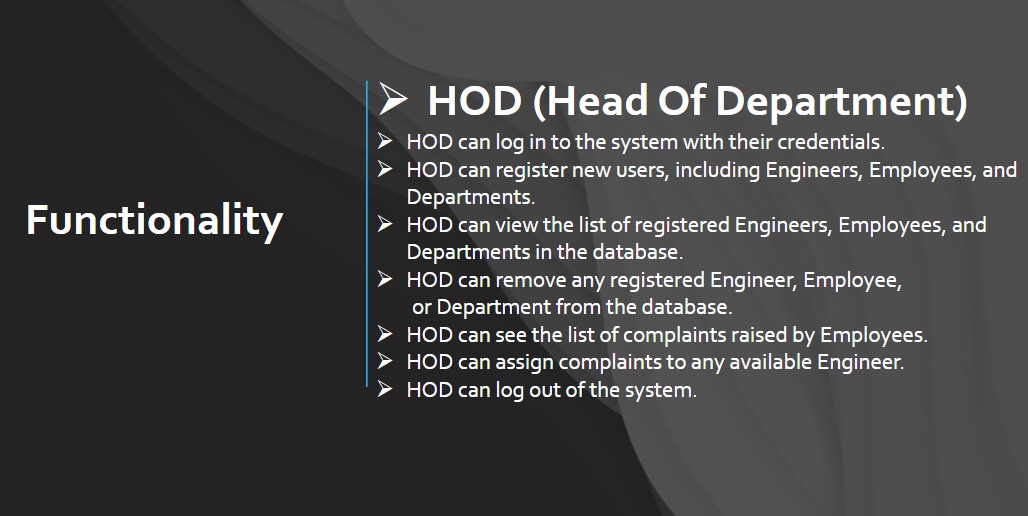 Functionality
➢ HOD (Head Of Department)
➢ HOD can log in to the system with their credentials.
➢ HOD can register new users, including Engineers, Employees, and
Departments.
➢ HOD can view the list of registered Engineers, Employees, and
Departments in the database.
➢ HOD can remove any registered Engineer, Employee,
or Department from the database.
➢ HOD can see the list of complaints raised by Employees.
➢ HOD can assign complaints to any available Engineer.
➢ HOD can log out of the system.